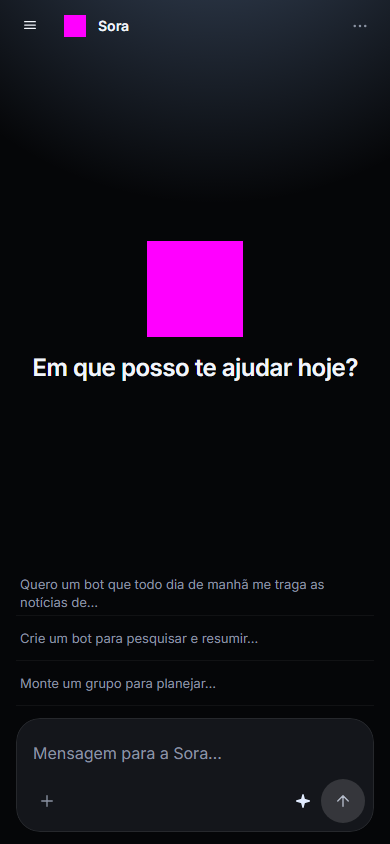 Sora
Em que posso te ajudar hoje?
Quero um bot que todo dia de manhã me traga as
notícias de...
Crie um bot para pesquisar e resumir...
Monte um grupo para planejar...
Mensagem para a Sora...